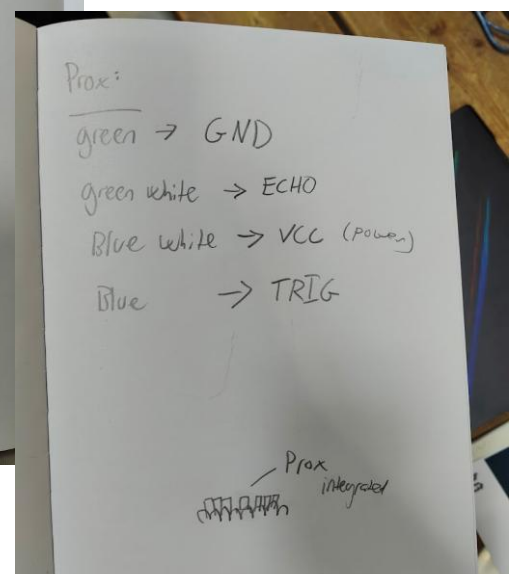 Prox:
green → GND
green white → ECHO
Blue white → VCC (power)
Blue → TRIG
Prox
integrated